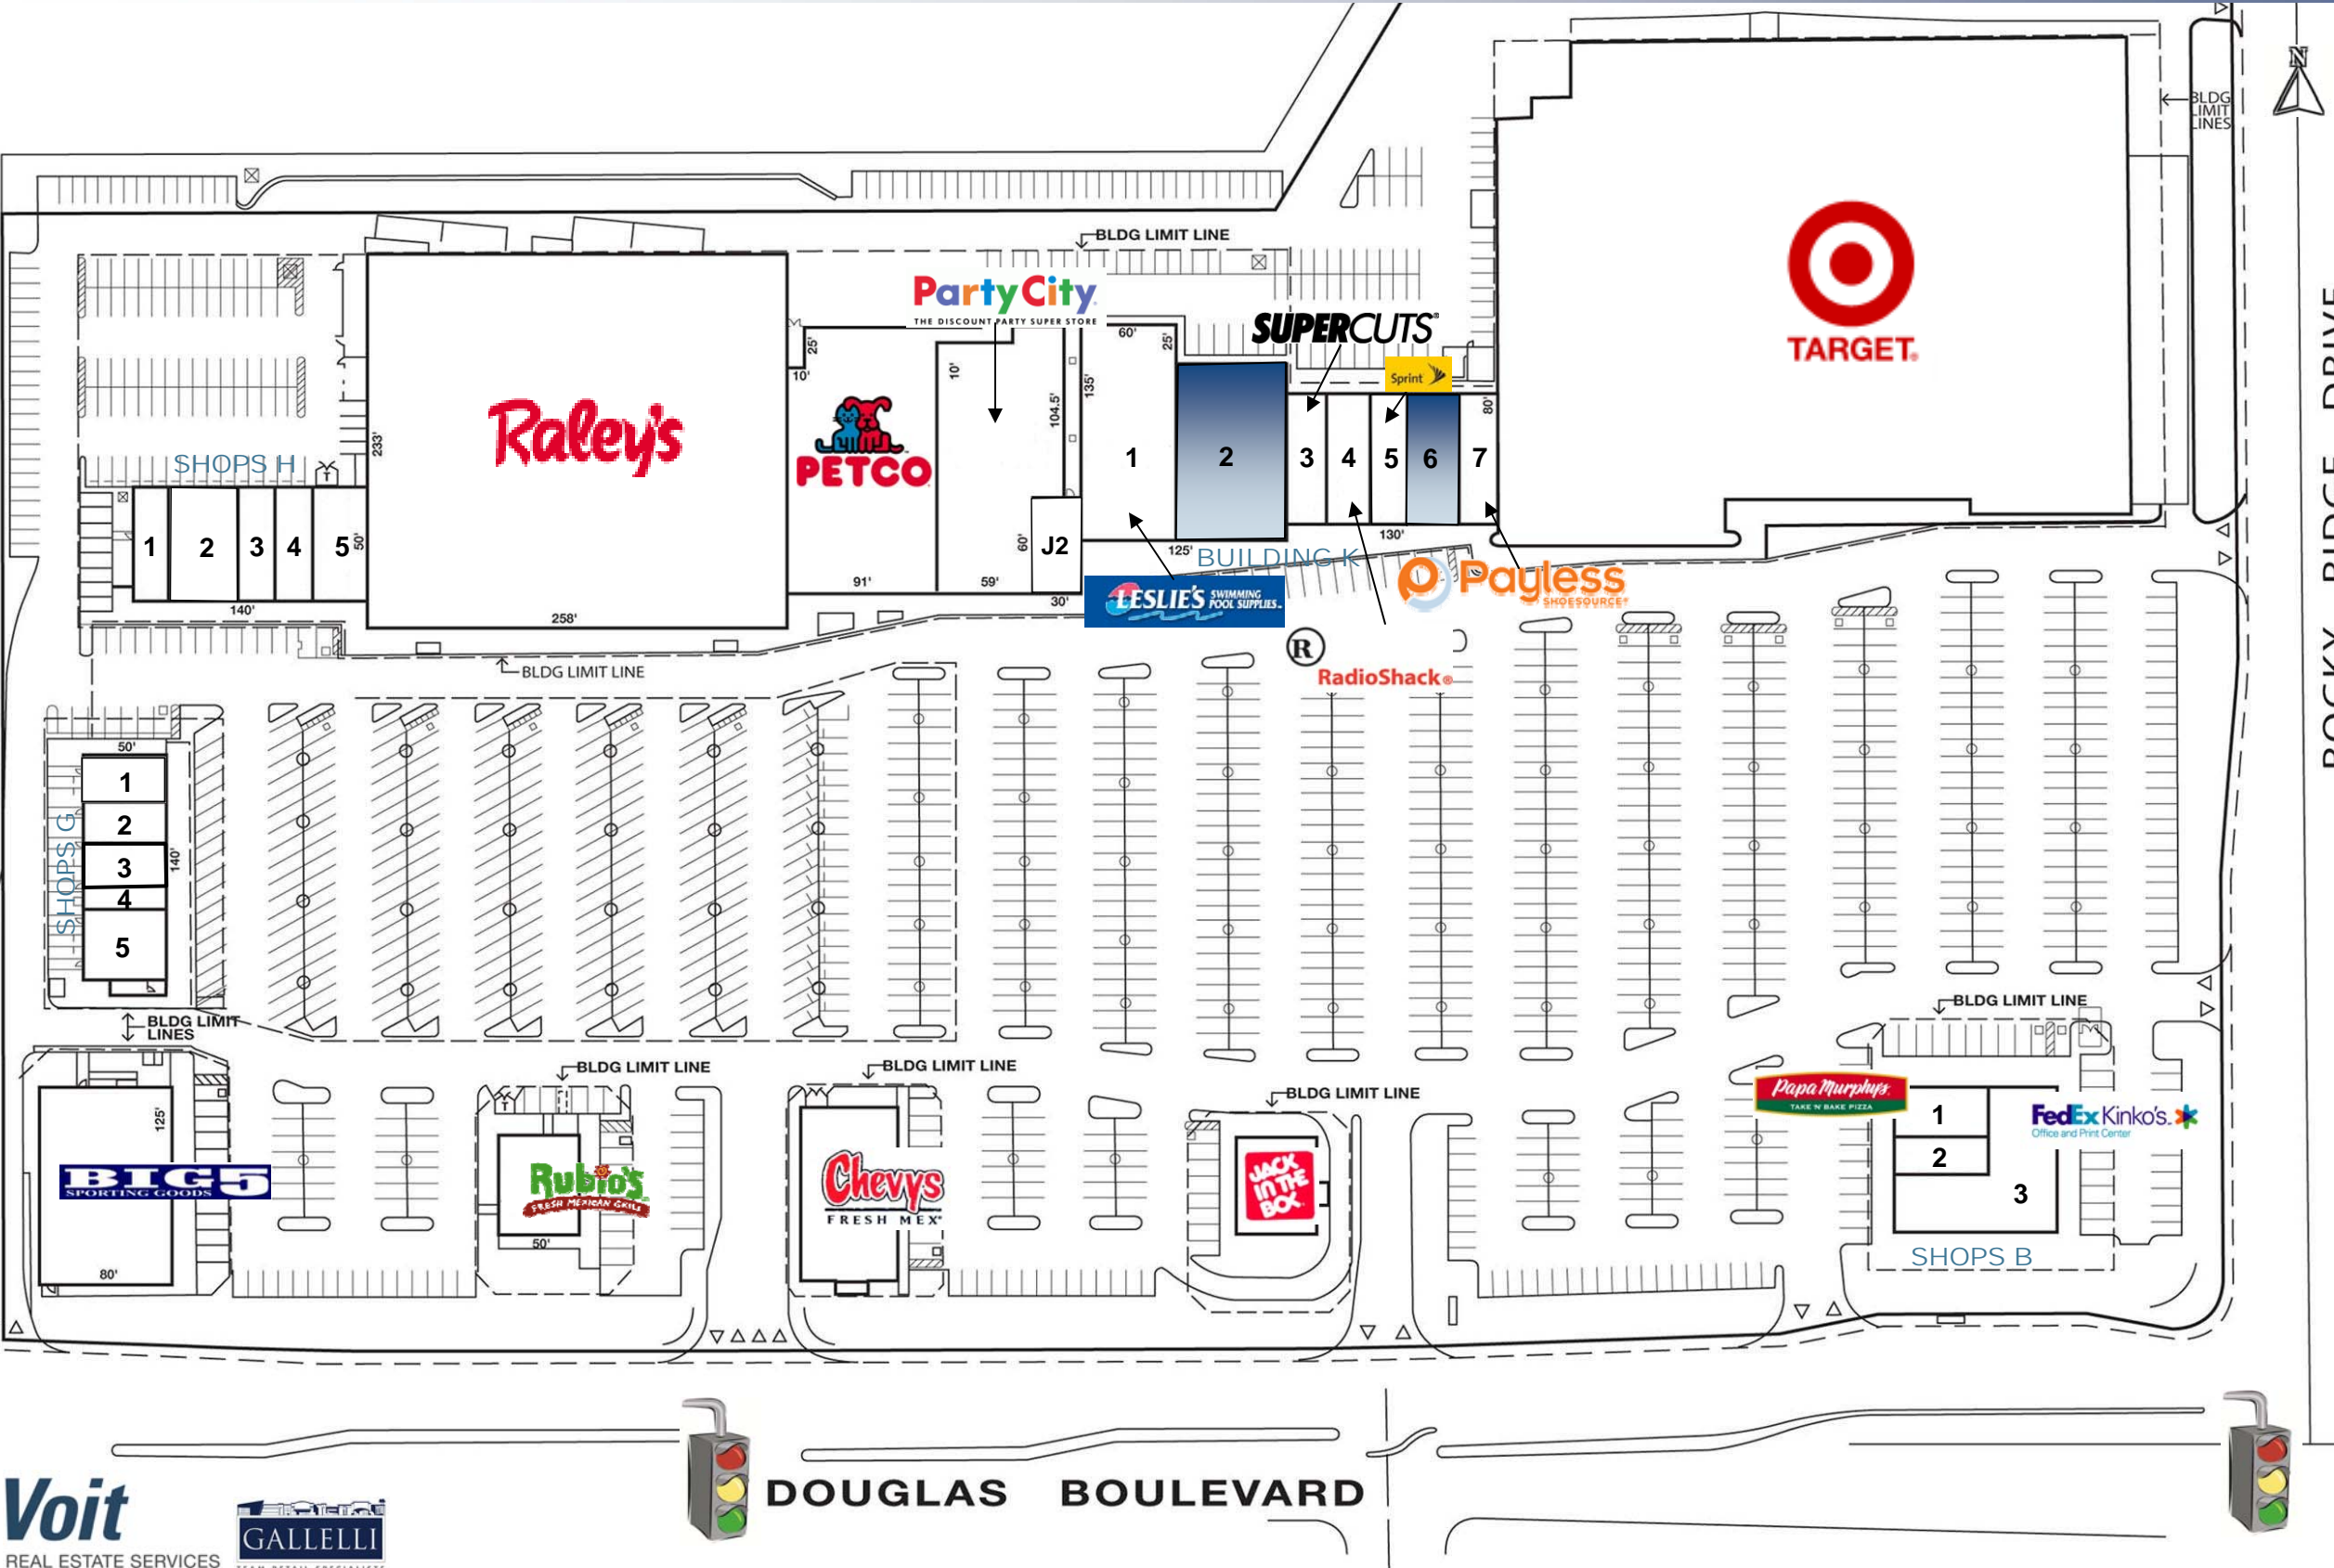 N
BLDG
LIMIT
LINES
BLDG LIMIT LINE
PartyCity
THE DISCOUNT PARTY SUPER STORE
SUPERCUTS®
Sprint
TARGET®
Raley's
PETCO
10'
25'
10'
104.5'
60'
25'
135'
80'
233'
SHOPS H
T
1 2 3 4 5
50'
140'
258'
91'
59'
60'
J2
30'
1 2 3 4 5 6 7
125'
130'
BUILDING K
LESLIE'S SWIMMING
POOL SUPPLIES
Payless
SHOESOURCE®
®
RadioShack®
ROCKY RIDGE DRIVE
BLDG LIMIT LINE
50'
1
2
3
4
5
SHOPS G
140'
BLDG LIMIT
LINES
BLDG LIMIT LINE
BLDG LIMIT LINE
BLDG LIMIT LINE
BLDG LIMIT LINE
125'
BIG 5
SPORTING GOODS
80'
T
Rubio's
FRESH MEXICAN GRILL
50'
Chevys
FRESH MEX®
JACK
IN THE
BOX
Papa Murphy's
TAKE 'N' BAKE PIZZA
FedEx Kinko's
Office and Print Center
1
2
3
SHOPS B
DOUGLAS BOULEVARD
Voit
REAL ESTATE SERVICES
GALLELLI